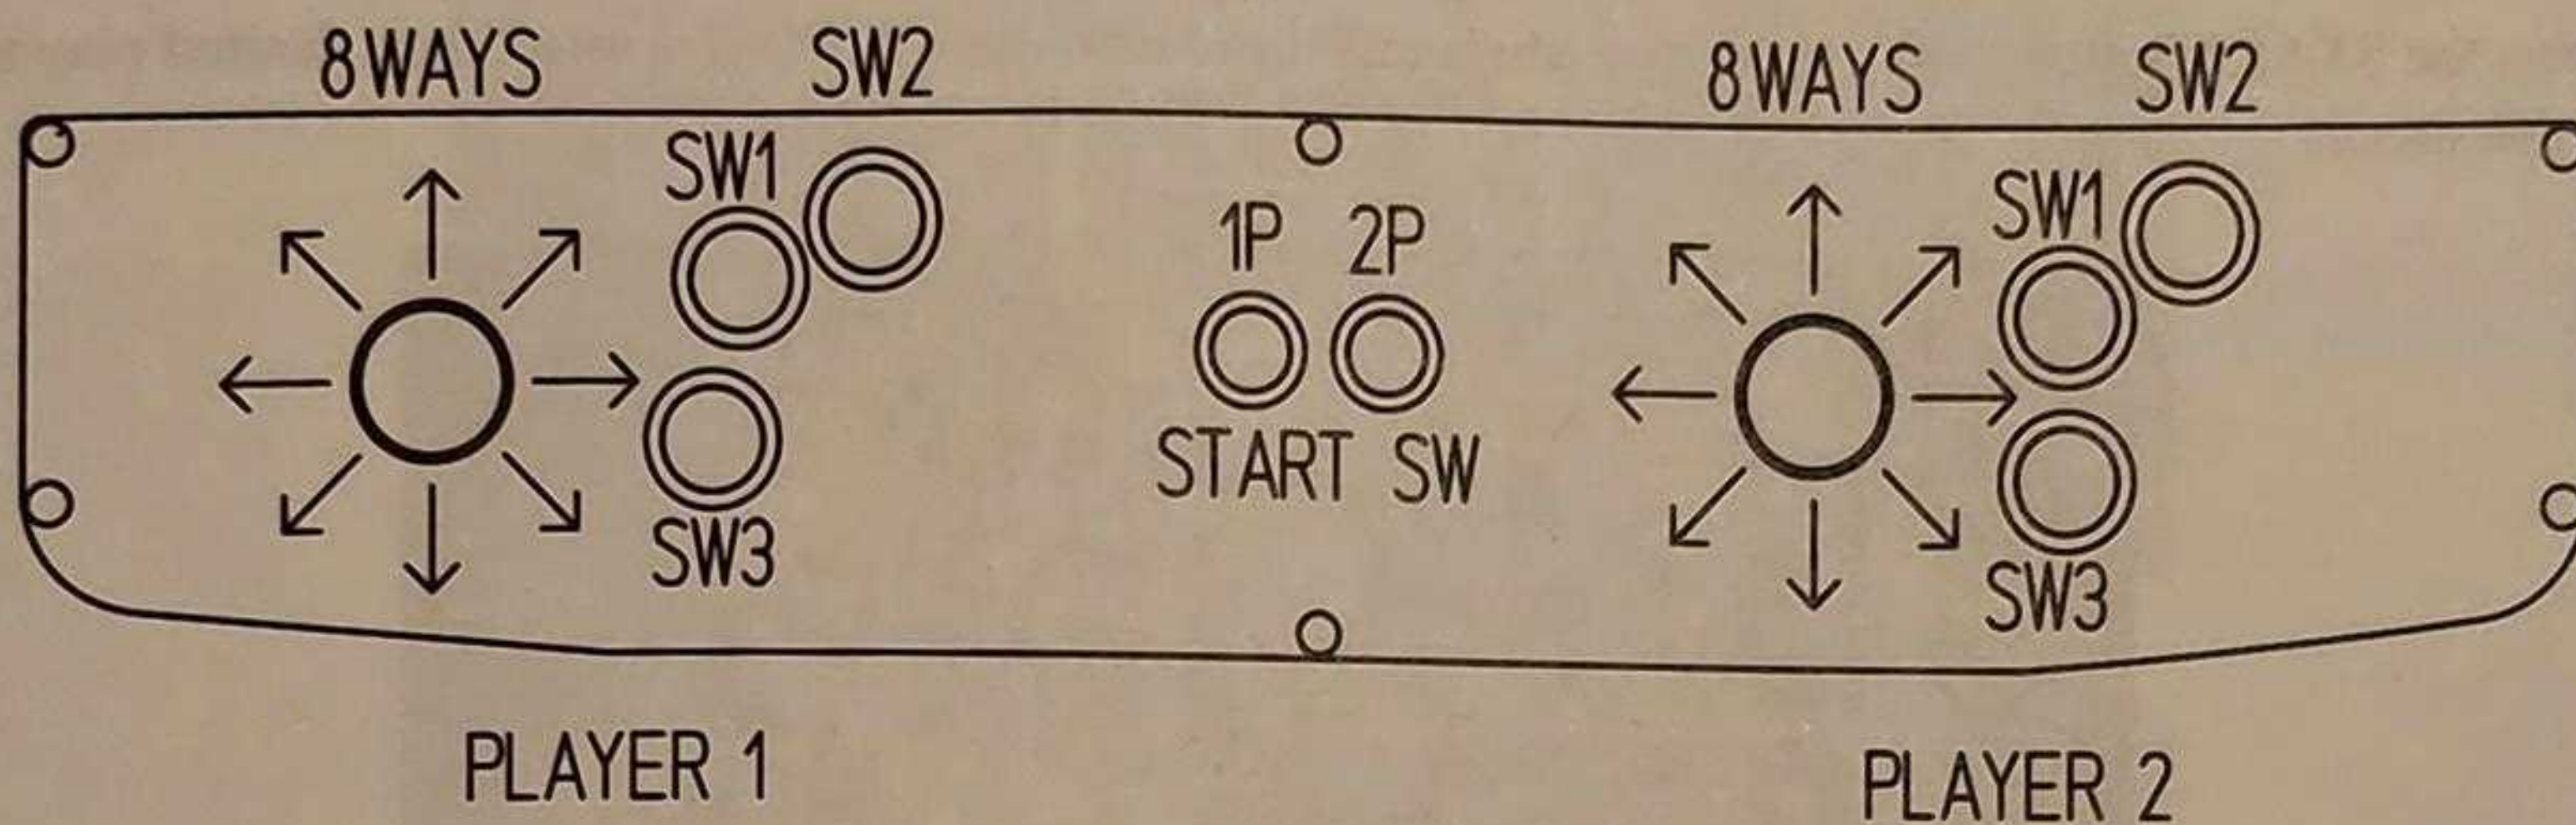 8WAYS SW2 8WAYS SW2
SW1 SW1
1P 2P
START SW
SW3 SW3
PLAYER 1 PLAYER 2